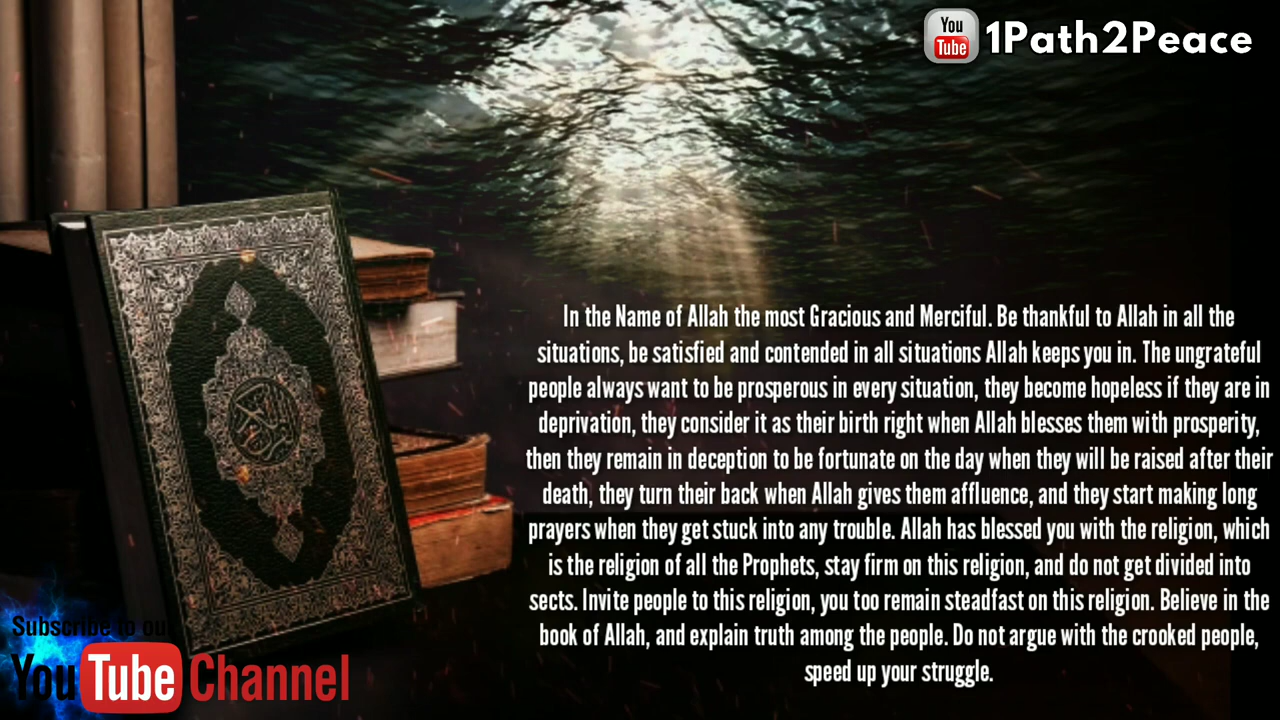 You
Tube
1Path2Peace
In the Name of Allah the most Gracious and Merciful. Be thankful to Allah in all the
situations, be satisfied and contended in all situations Allah keeps you in. The ungrateful
people always want to be prosperous in every situation, they become hopeless if they are in
deprivation, they consider it as their birth right when Allah blesses them with prosperity,
then they remain in deception to be fortunate on the day when they will be raised after their
death, they turn their back when Allah gives them affluence, and they start making long
prayers when they get stuck into any trouble. Allah has blessed you with the religion, which
is the religion of all the Prophets, stay firm on this religion, and do not get divided into
sects. Invite people to this religion, you too remain steadfast on this religion. Believe in the
book of Allah, and explain truth among the people. Do not argue with the crooked people,
speed up your struggle.
Subscribe to our
YouTube Channel